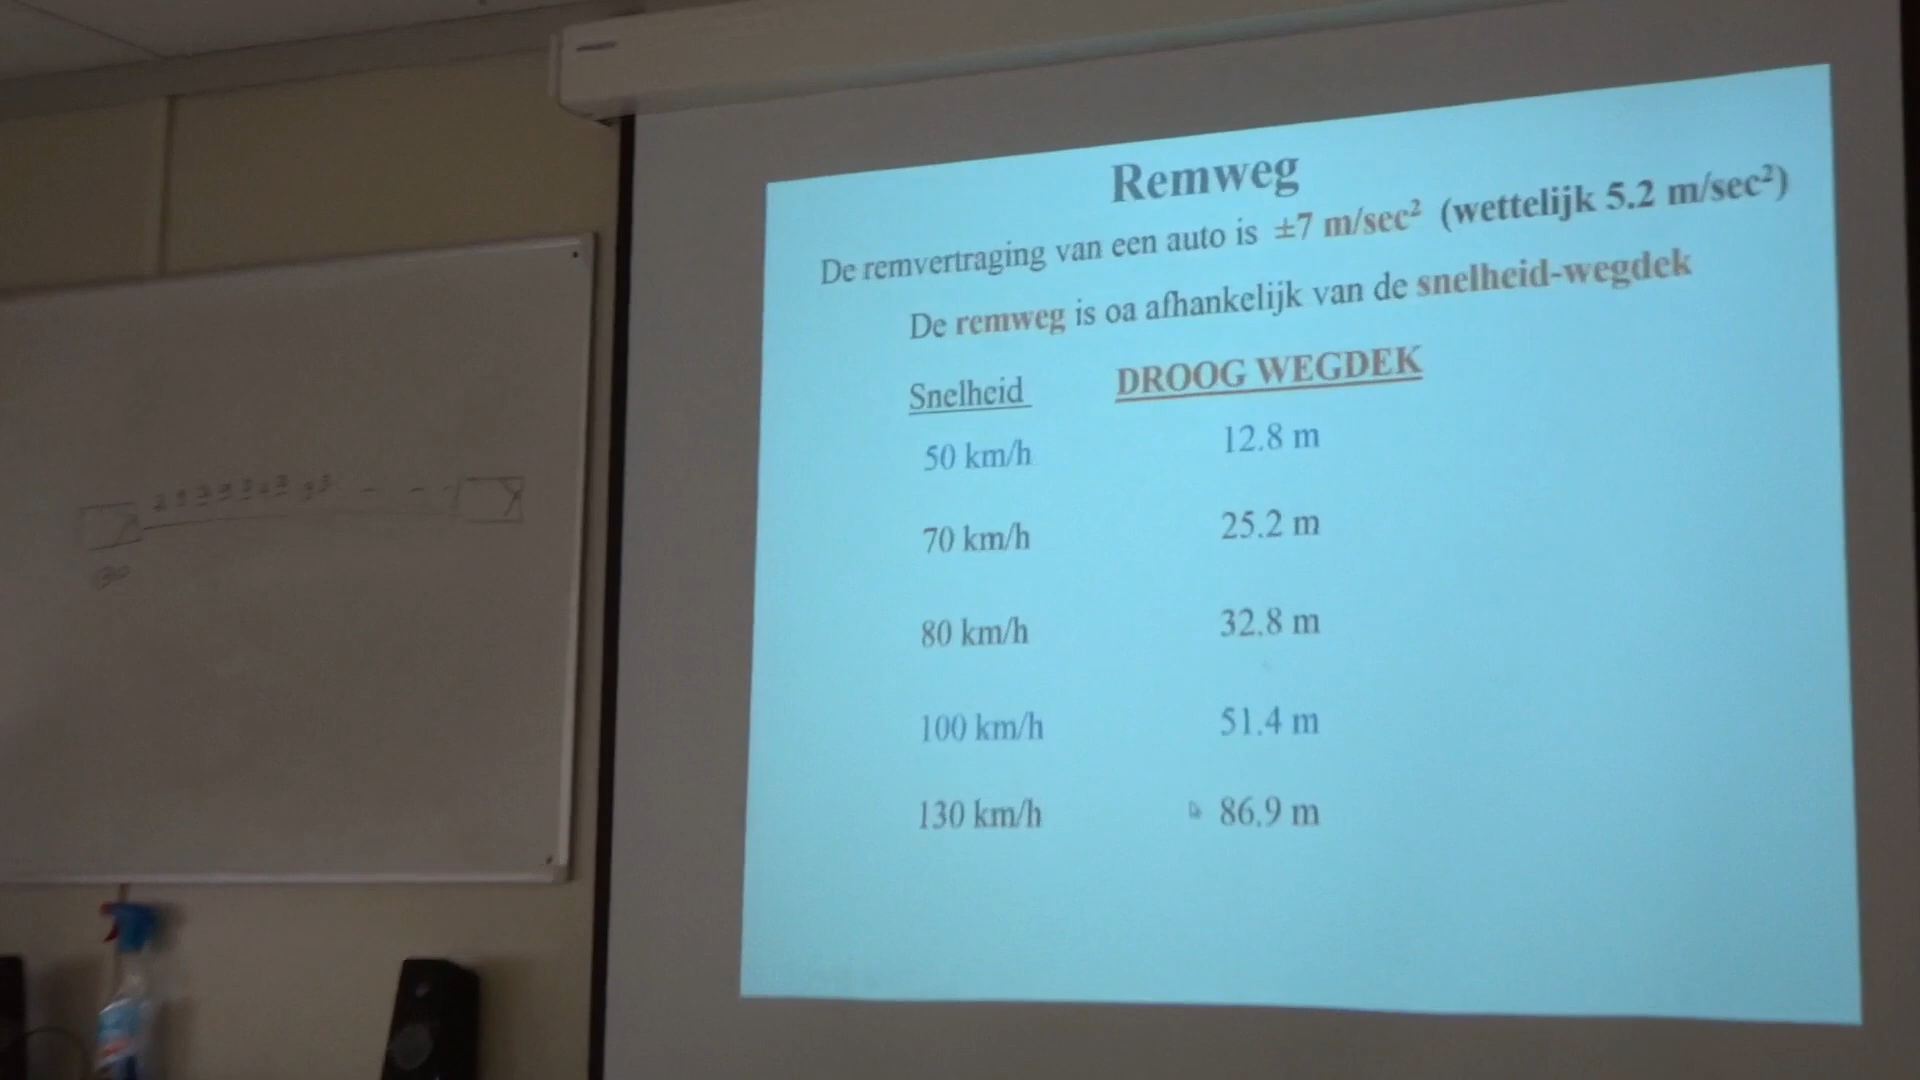 Remweg
De remvertraging van een auto is ±7 m/sec² (wettelijk 5.2 m/sec²)
De remweg is oa afhankelijk van de snelheid-wegdek
Snelheid DROOG WEGDEK
50 km/h 12.8 m
70 km/h 25.2 m
80 km/h 32.8 m
100 km/h 51.4 m
130 km/h 86.9 m